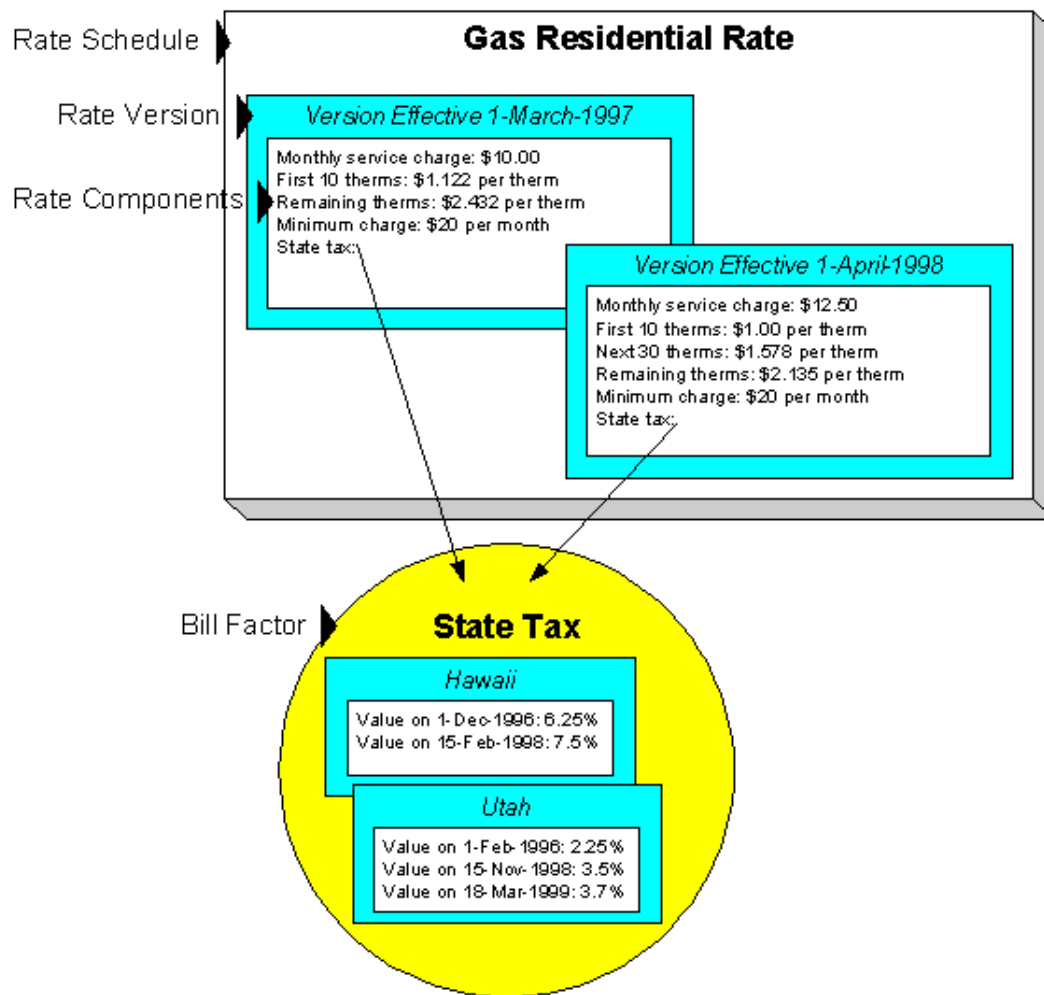 Rate Schedule
Gas Residential Rate
Rate Version
Version Effective 1-March-1997
Monthly service charge: $10.00
First 10 therms: $1.122 per therm
Rate Components
Remaining therms: $2.432 per therm
Minimum charge: $20 per month
State tax:
Version Effective 1-April-1998
Monthly service charge: $12.50
First 10 therms: $1.00 per therm
Next 30 therms: $1.578 per therm
Remaining therms: $2.135 per therm
Minimum charge: $20 per month
State tax:
Bill Factor
State Tax
Hawaii
Value on 1-Dec-1996: 6.25%
Value on 15-Feb-1998: 7.5%
Utah
Value on 1-Feb-1996: 2.25%
Value on 15-Nov-1998: 3.5%
Value on 18-Mar-1999: 3.7%